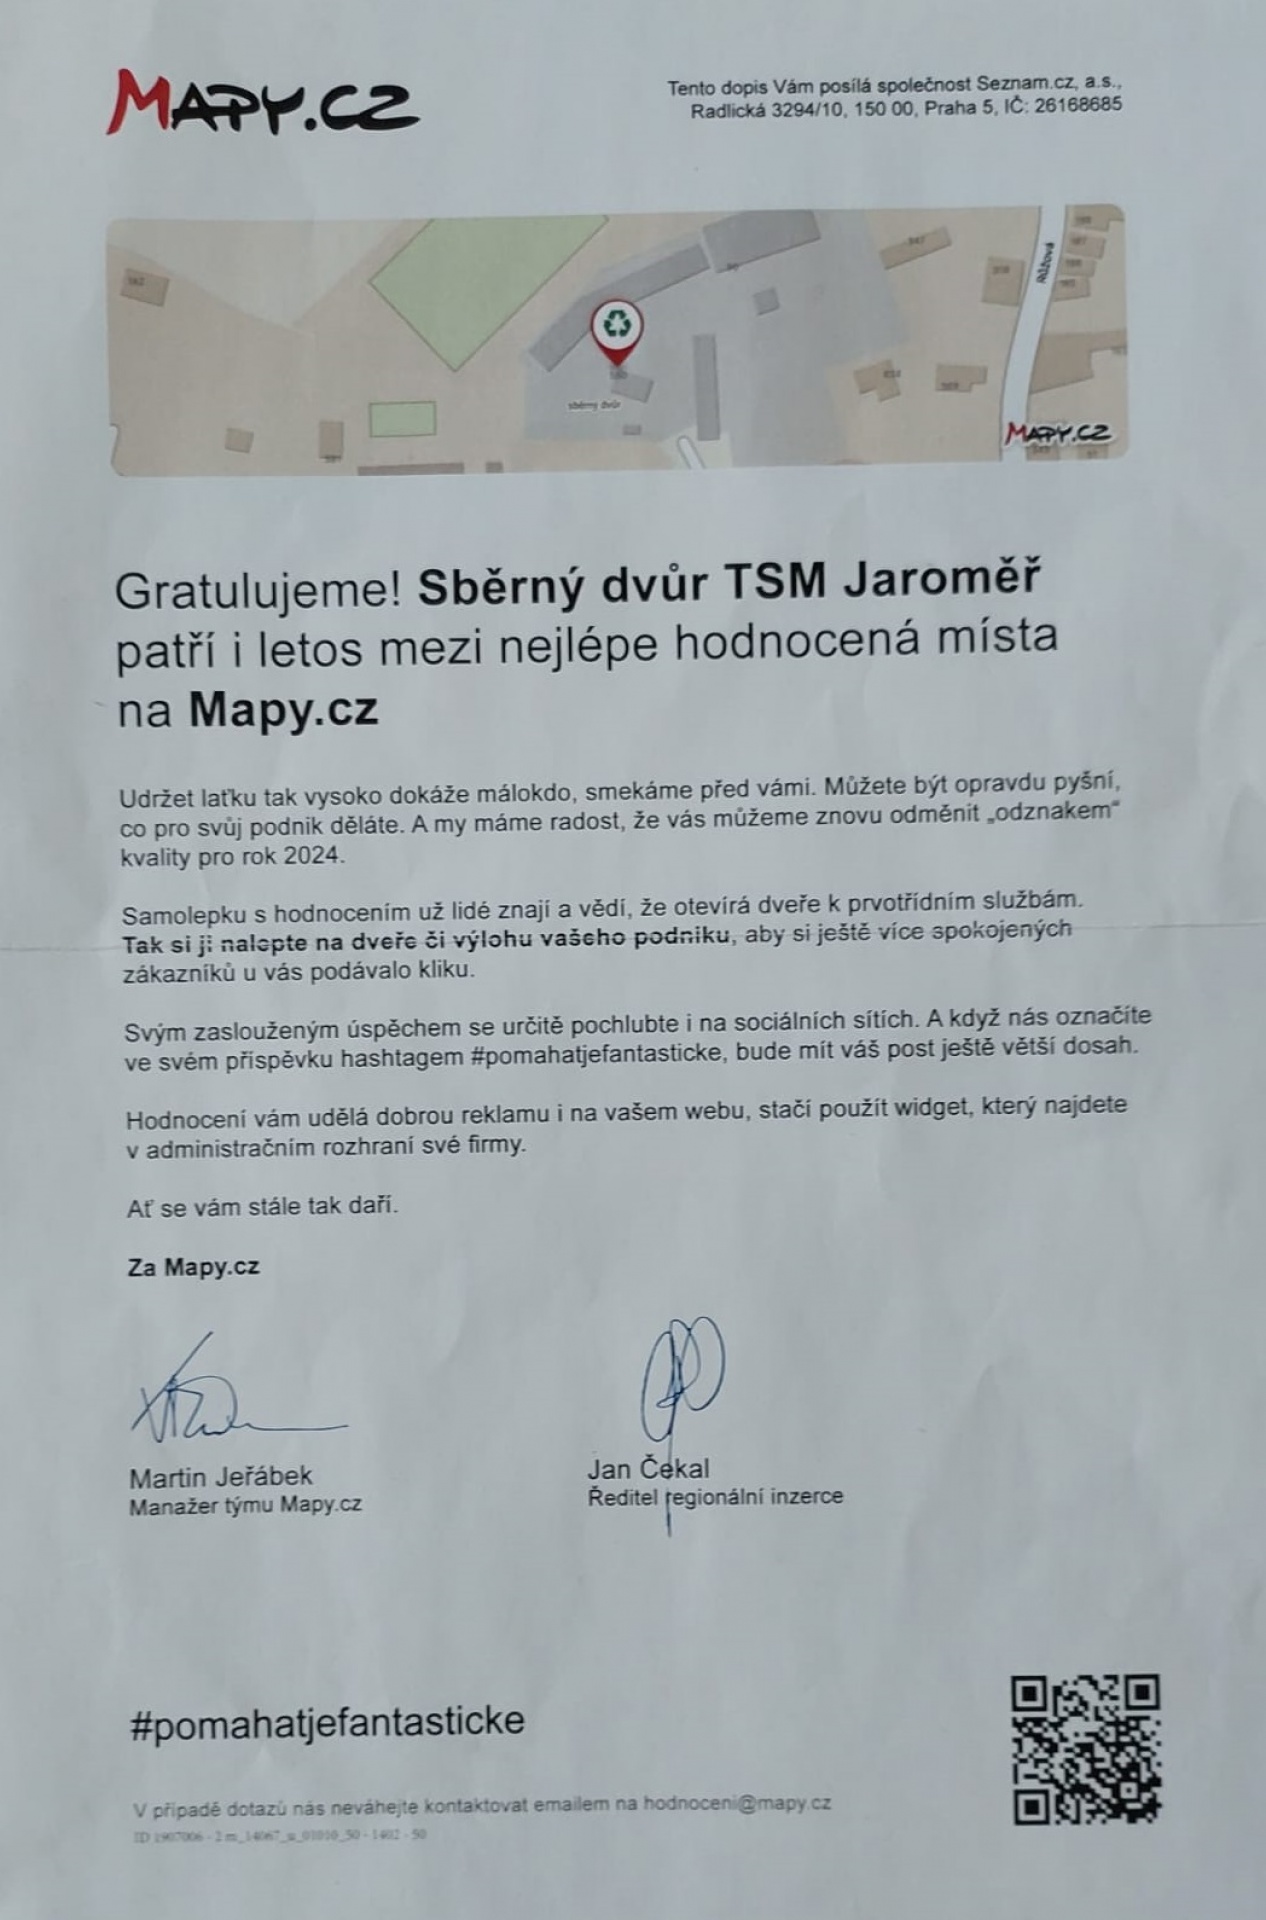 MAPY.CZ
Tento dopis Vám posílá společnost Seznam.cz, a.s.,
Radlická 3294/10, 150 00, Praha 5, IČ: 26168685
Růžová
sběrný dvůr
MAPY.CZ
Gratulujeme! Sběrný dvůr TSM Jaroměř
patří i letos mezi nejlépe hodnocená místa
na Mapy.cz
Udržet laťku tak vysoko dokáže málokdo, smekáme před vámi. Můžete být opravdu pyšní,
co pro svůj podnik děláte. A my máme radost, že vás můžeme znovu odměnit „odznakem“
kvality pro rok 2024.
Samolepku s hodnocením už lidé znají a vědí, že otevírá dveře k prvotřídním službám.
Tak si ji nalepte na dveře či výlohu vašeho podniku, aby si ještě více spokojených
zákazníků u vás podávalo kliku.
Svým zaslouženým úspěchem se určitě pochlubte i na sociálních sítích. A když nás označíte
ve svém příspěvku hashtagem #pomahatjefantasticke, bude mít váš post ještě větší dosah.
Hodnocení vám udělá dobrou reklamu i na vašem webu, stačí použít widget, který najdete
v administračním rozhraní své firmy.
Ať se vám stále tak daří.
Za Mapy.cz
Martin Jeřábek
Manažer týmu Mapy.cz
Jan Čekal
Ředitel regionální inzerce
#pomahatjefantasticke
V případě dotazů nás neváhejte kontaktovat emailem na hodnoceni@mapy.cz